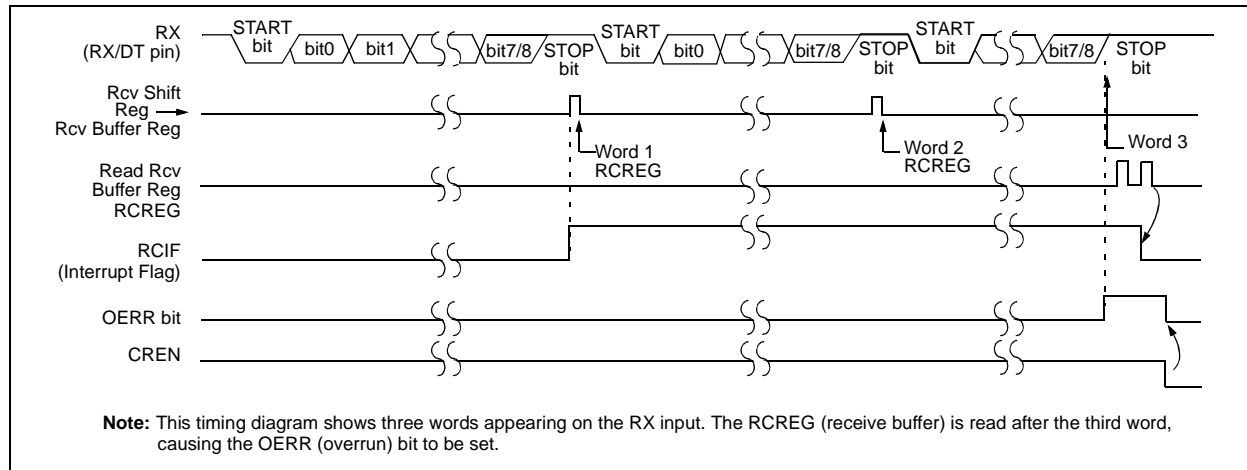 RX
(RX/DT pin)
START
bit
bit0
bit1
bit7/8
STOP
bit
START
bit
bit0
bit7/8
STOP
bit
START
bit
bit7/8
STOP
bit
Rcv Shift
Reg
Rcv Buffer Reg
Word 1
RCREG
Word 2
RCREG
Word 3
Read Rcv
Buffer Reg
RCREG
RCIF
(Interrupt Flag)
OERR bit
CREN
Note: This timing diagram shows three words appearing on the RX input. The RCREG (receive buffer) is read after the third word,
causing the OERR (overrun) bit to be set.